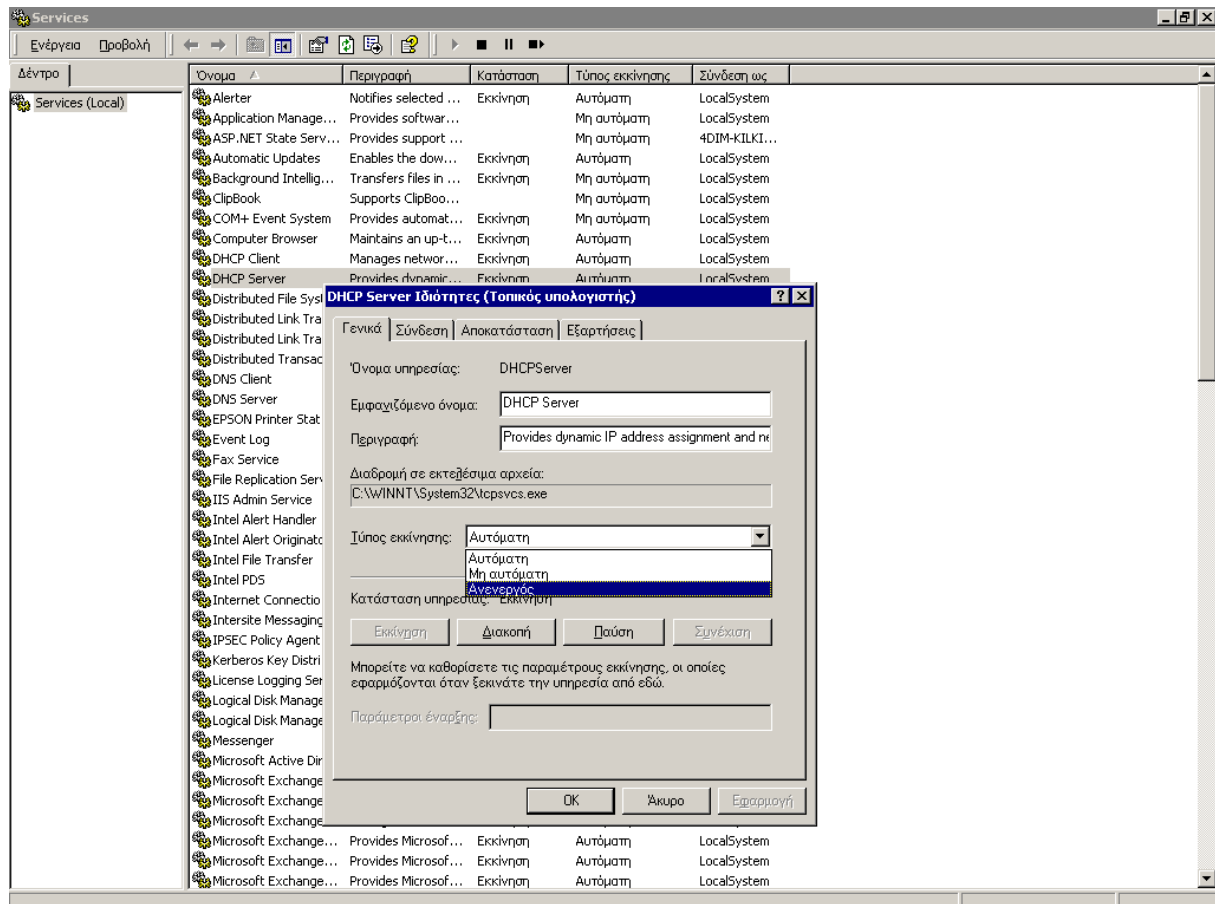 Services
Ενέργεια Προβολή
Δέντρο
Services (Local)
Όνομα Περιγραφή Κατάσταση Τύπος εκκίνησης Σύνδεση ως
Alerter Notifies selected ... Εκκίνηση Αυτόματη LocalSystem
Application Manage... Provides softwar... Μη αυτόματη LocalSystem
ASP.NET State Serv... Provides support ... Μη αυτόματη 4DIM-KILKI...
Automatic Updates Enables the dow... Εκκίνηση Αυτόματη LocalSystem
Background Intellig... Transfers files in ... Εκκίνηση Μη αυτόματη LocalSystem
ClipBook Supports ClipBoo... Μη αυτόματη LocalSystem
COM+ Event System Provides automat... Εκκίνηση Μη αυτόματη LocalSystem
Computer Browser Maintains an up-t... Εκκίνηση Αυτόματη LocalSystem
DHCP Client Manages networ... Εκκίνηση Αυτόματη LocalSystem
DHCP Server Provides dynamic... Εκκίνηση Αυτόματη LocalSystem
Distributed File Syst
Distributed Link Tra
Distributed Link Tra
Distributed Transac
DNS Client
DNS Server
EPSON Printer Stat
Event Log
Fax Service
File Replication Serv
IIS Admin Service
Intel Alert Handler
Intel Alert Originato
Intel File Transfer
Intel PDS
Internet Connectio
Intersite Messaging
IPSEC Policy Agent
Kerberos Key Distri
License Logging Ser
Logical Disk Manage
Logical Disk Manage
Messenger
Microsoft Active Dir
Microsoft Exchange
Microsoft Exchange
Microsoft Exchange
Microsoft Exchange... Provides Microsof... Εκκίνηση Αυτόματη LocalSystem
Microsoft Exchange... Provides Microsof... Εκκίνηση Αυτόματη LocalSystem
Microsoft Exchange... Provides Microsof... Εκκίνηση Αυτόματη LocalSystem
DHCP Server Ιδιότητες (Τοπικός υπολογιστής)
Γενικά Σύνδεση Αποκατάσταση Εξαρτήσεις
Όνομα υπηρεσίας: DHCPServer
Εμφανιζόμενο όνομα: DHCP Server
Περιγραφή: Provides dynamic IP address assignment and ne
Διαδρομή σε εκτελέσιμα αρχεία:
C:\WINNT\System32\tcpsvcs.exe
Τύπος εκκίνησης: Αυτόματη
Αυτόματη
Μη αυτόματη
Ανενεργός
Κατάσταση υπηρεσίας: Εκκίνηση
Εκκίνηση Διακοπή Παύση Συνέχιση
Μπορείτε να καθορίσετε τις παραμέτρους εκκίνησης, οι οποίες
εφαρμόζονται όταν ξεκινάτε την υπηρεσία από εδώ.
Παράμετροι έναρξης:
OK Άκυρο Εφαρμογή